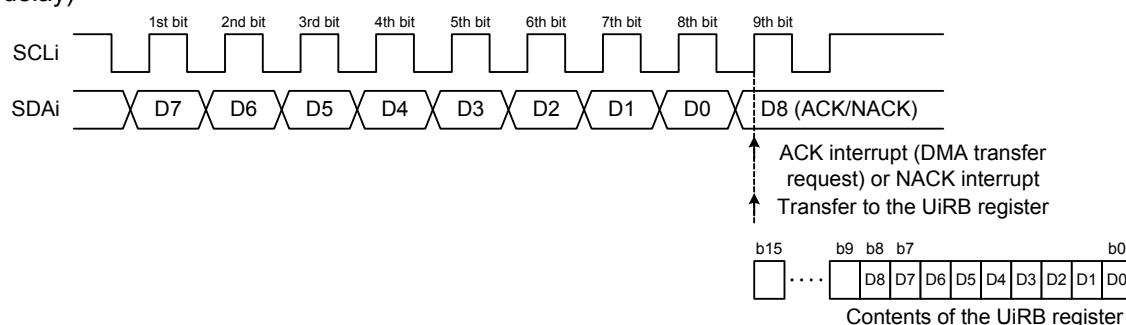 delay)
1st bit 2nd bit 3rd bit 4th bit 5th bit 6th bit 7th bit 8th bit 9th bit
SCLi
SDAi D7 D6 D5 D4 D3 D2 D1 D0 D8 (ACK/NACK)
ACK interrupt (DMA transfer
request) or NACK interrupt
Transfer to the UiRB register
b15 b9 b8 b7 b0
.... D8 D7 D6 D5 D4 D3 D2 D1 D0
Contents of the UiRB register